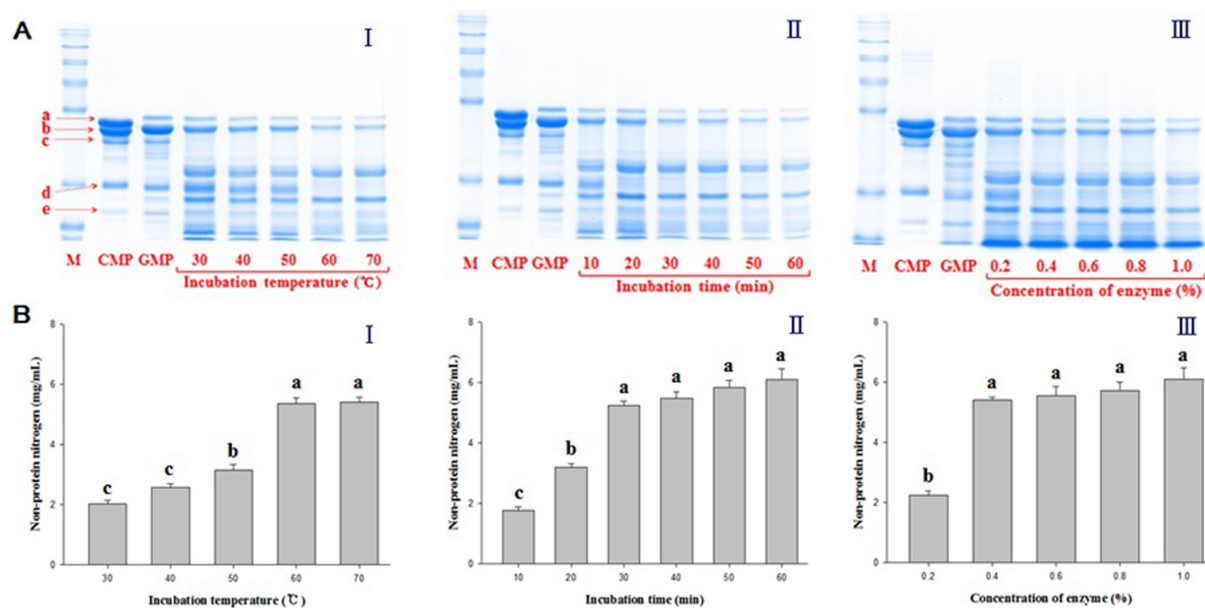 A
I
II
III
a
b
c
d
e
M CMP GMP 30 40 50 60 70
Incubation temperature (℃)
M CMP GMP 10 20 30 40 50 60
Incubation time (min)
M CMP GMP 0.2 0.4 0.6 0.8 1.0
Concentration of enzyme (%)
B
I
Non-protein nitrogen (mg/mL)
8
6
4
2
0
c c b a a
30 40 50 60 70
Incubation temperature (℃)
II
Non-protein nitrogen (mg/mL)
8
6
4
2
0
c b a a a a
10 20 30 40 50 60
Incubation time (min)
III
Non-protein nitrogen (mg/mL)
8
6
4
2
0
b a a a a
0.2 0.4 0.6 0.8 1.0
Concentration of enzyme (%)